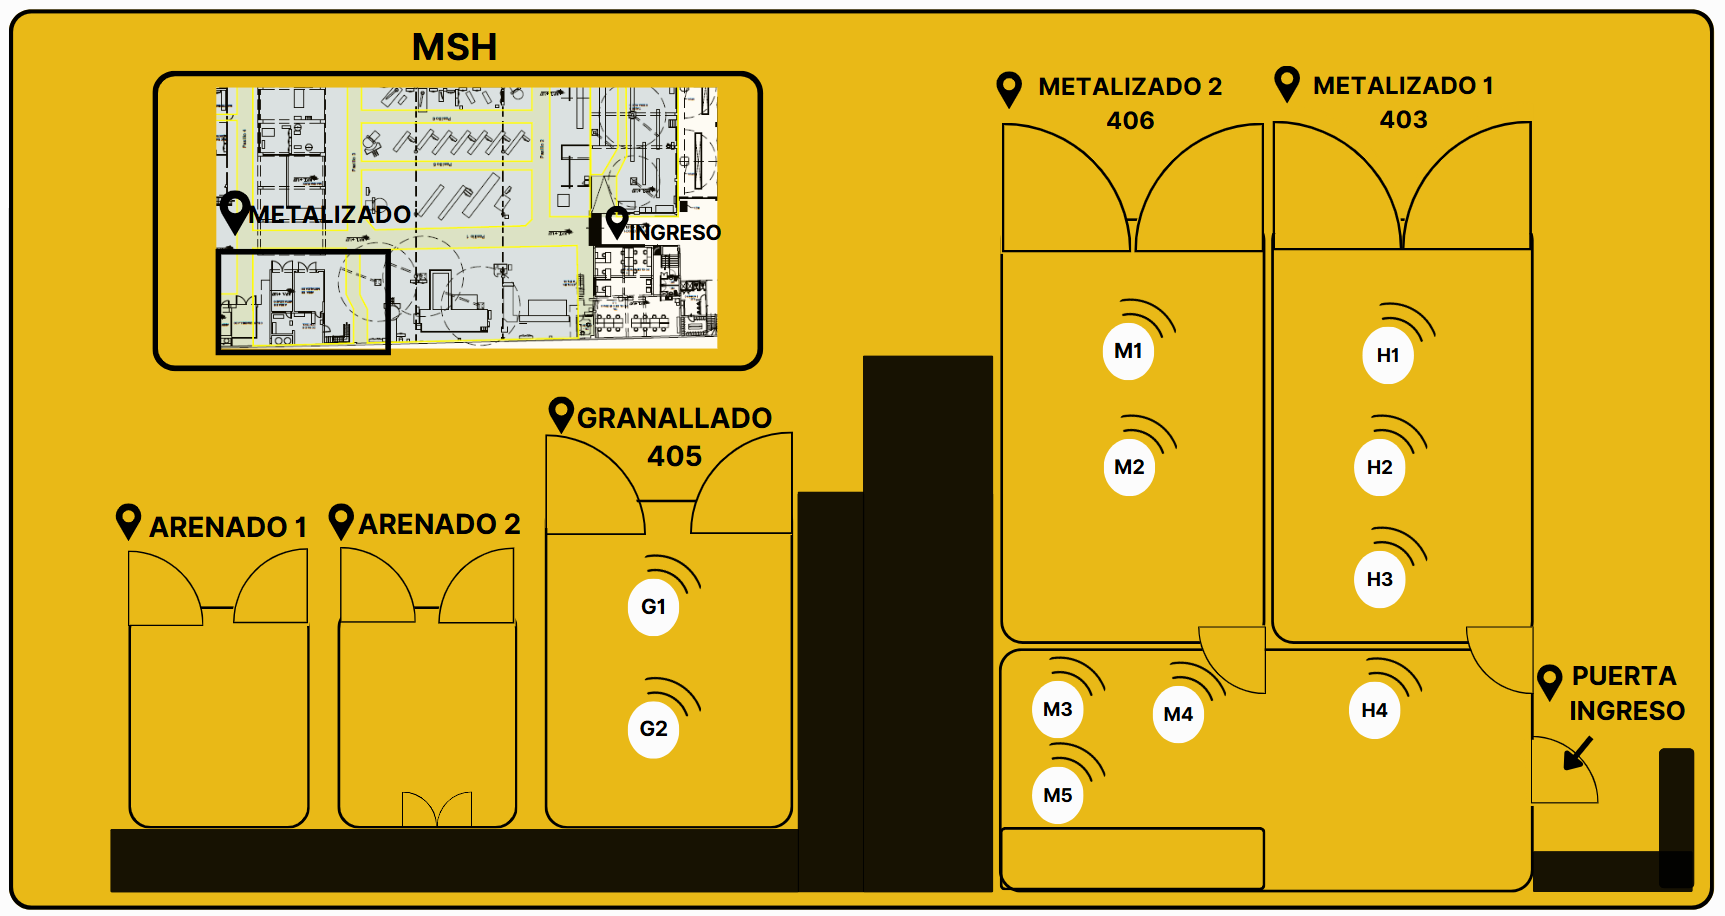 MSH
METALIZADO
INGRESO
METALIZADO 2
406
METALIZADO 1
403
GRANALLADO
405
ARENADO 1
ARENADO 2
M1
M2
H1
H2
H3
G1
G2
M3
M4
H4
M5
PUERTA
INGRESO